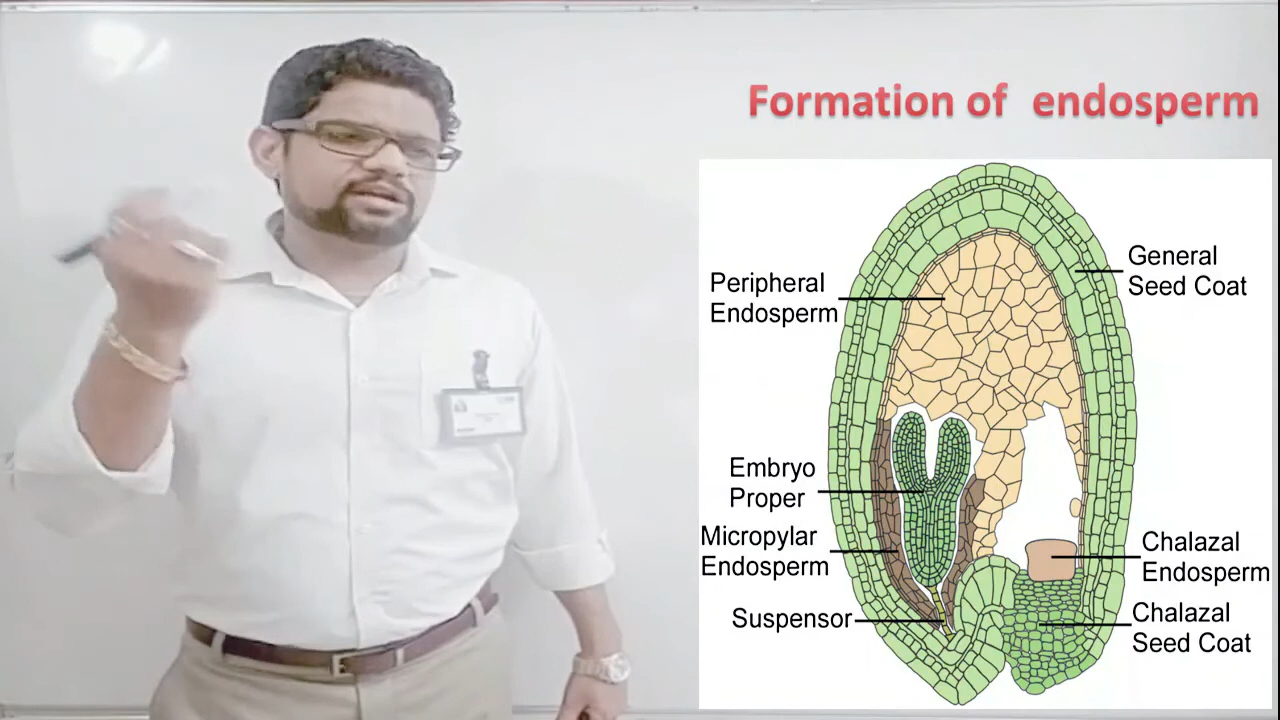 Formation of endosperm
Peripheral
Endosperm
General
Seed Coat
Embryo
Proper
Micropylar
Endosperm
Suspensor
Chalazal
Endosperm
Chalazal
Seed Coat